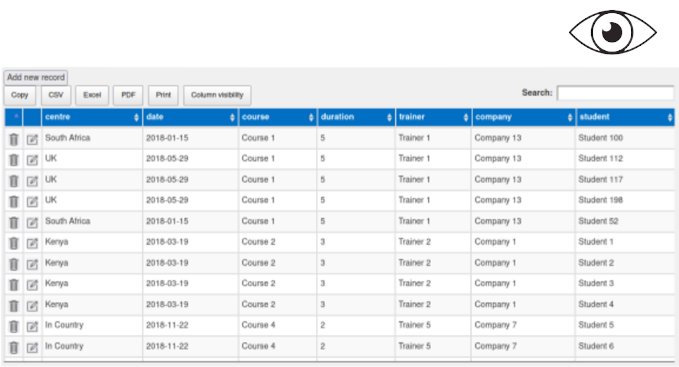 Add new record
Copy CSV Excel PDF Print Column visibility Search:
centre date course duration trainer company student
South Africa 2018-01-15 Course 1 5 Trainer 1 Company 13 Student 100
UK 2018-05-29 Course 1 5 Trainer 1 Company 13 Student 112
UK 2018-05-29 Course 1 5 Trainer 1 Company 13 Student 117
UK 2018-05-29 Course 1 5 Trainer 1 Company 13 Student 198
South Africa 2018-01-15 Course 1 5 Trainer 1 Company 13 Student 52
Kenya 2018-03-19 Course 2 3 Trainer 2 Company 1 Student 1
Kenya 2018-03-19 Course 2 3 Trainer 2 Company 1 Student 2
Kenya 2018-03-19 Course 2 3 Trainer 2 Company 1 Student 3
Kenya 2018-03-19 Course 2 3 Trainer 2 Company 1 Student 4
In Country 2018-11-22 Course 4 2 Trainer 5 Company 7 Student 5
In Country 2018-11-22 Course 4 2 Trainer 5 Company 7 Student 6